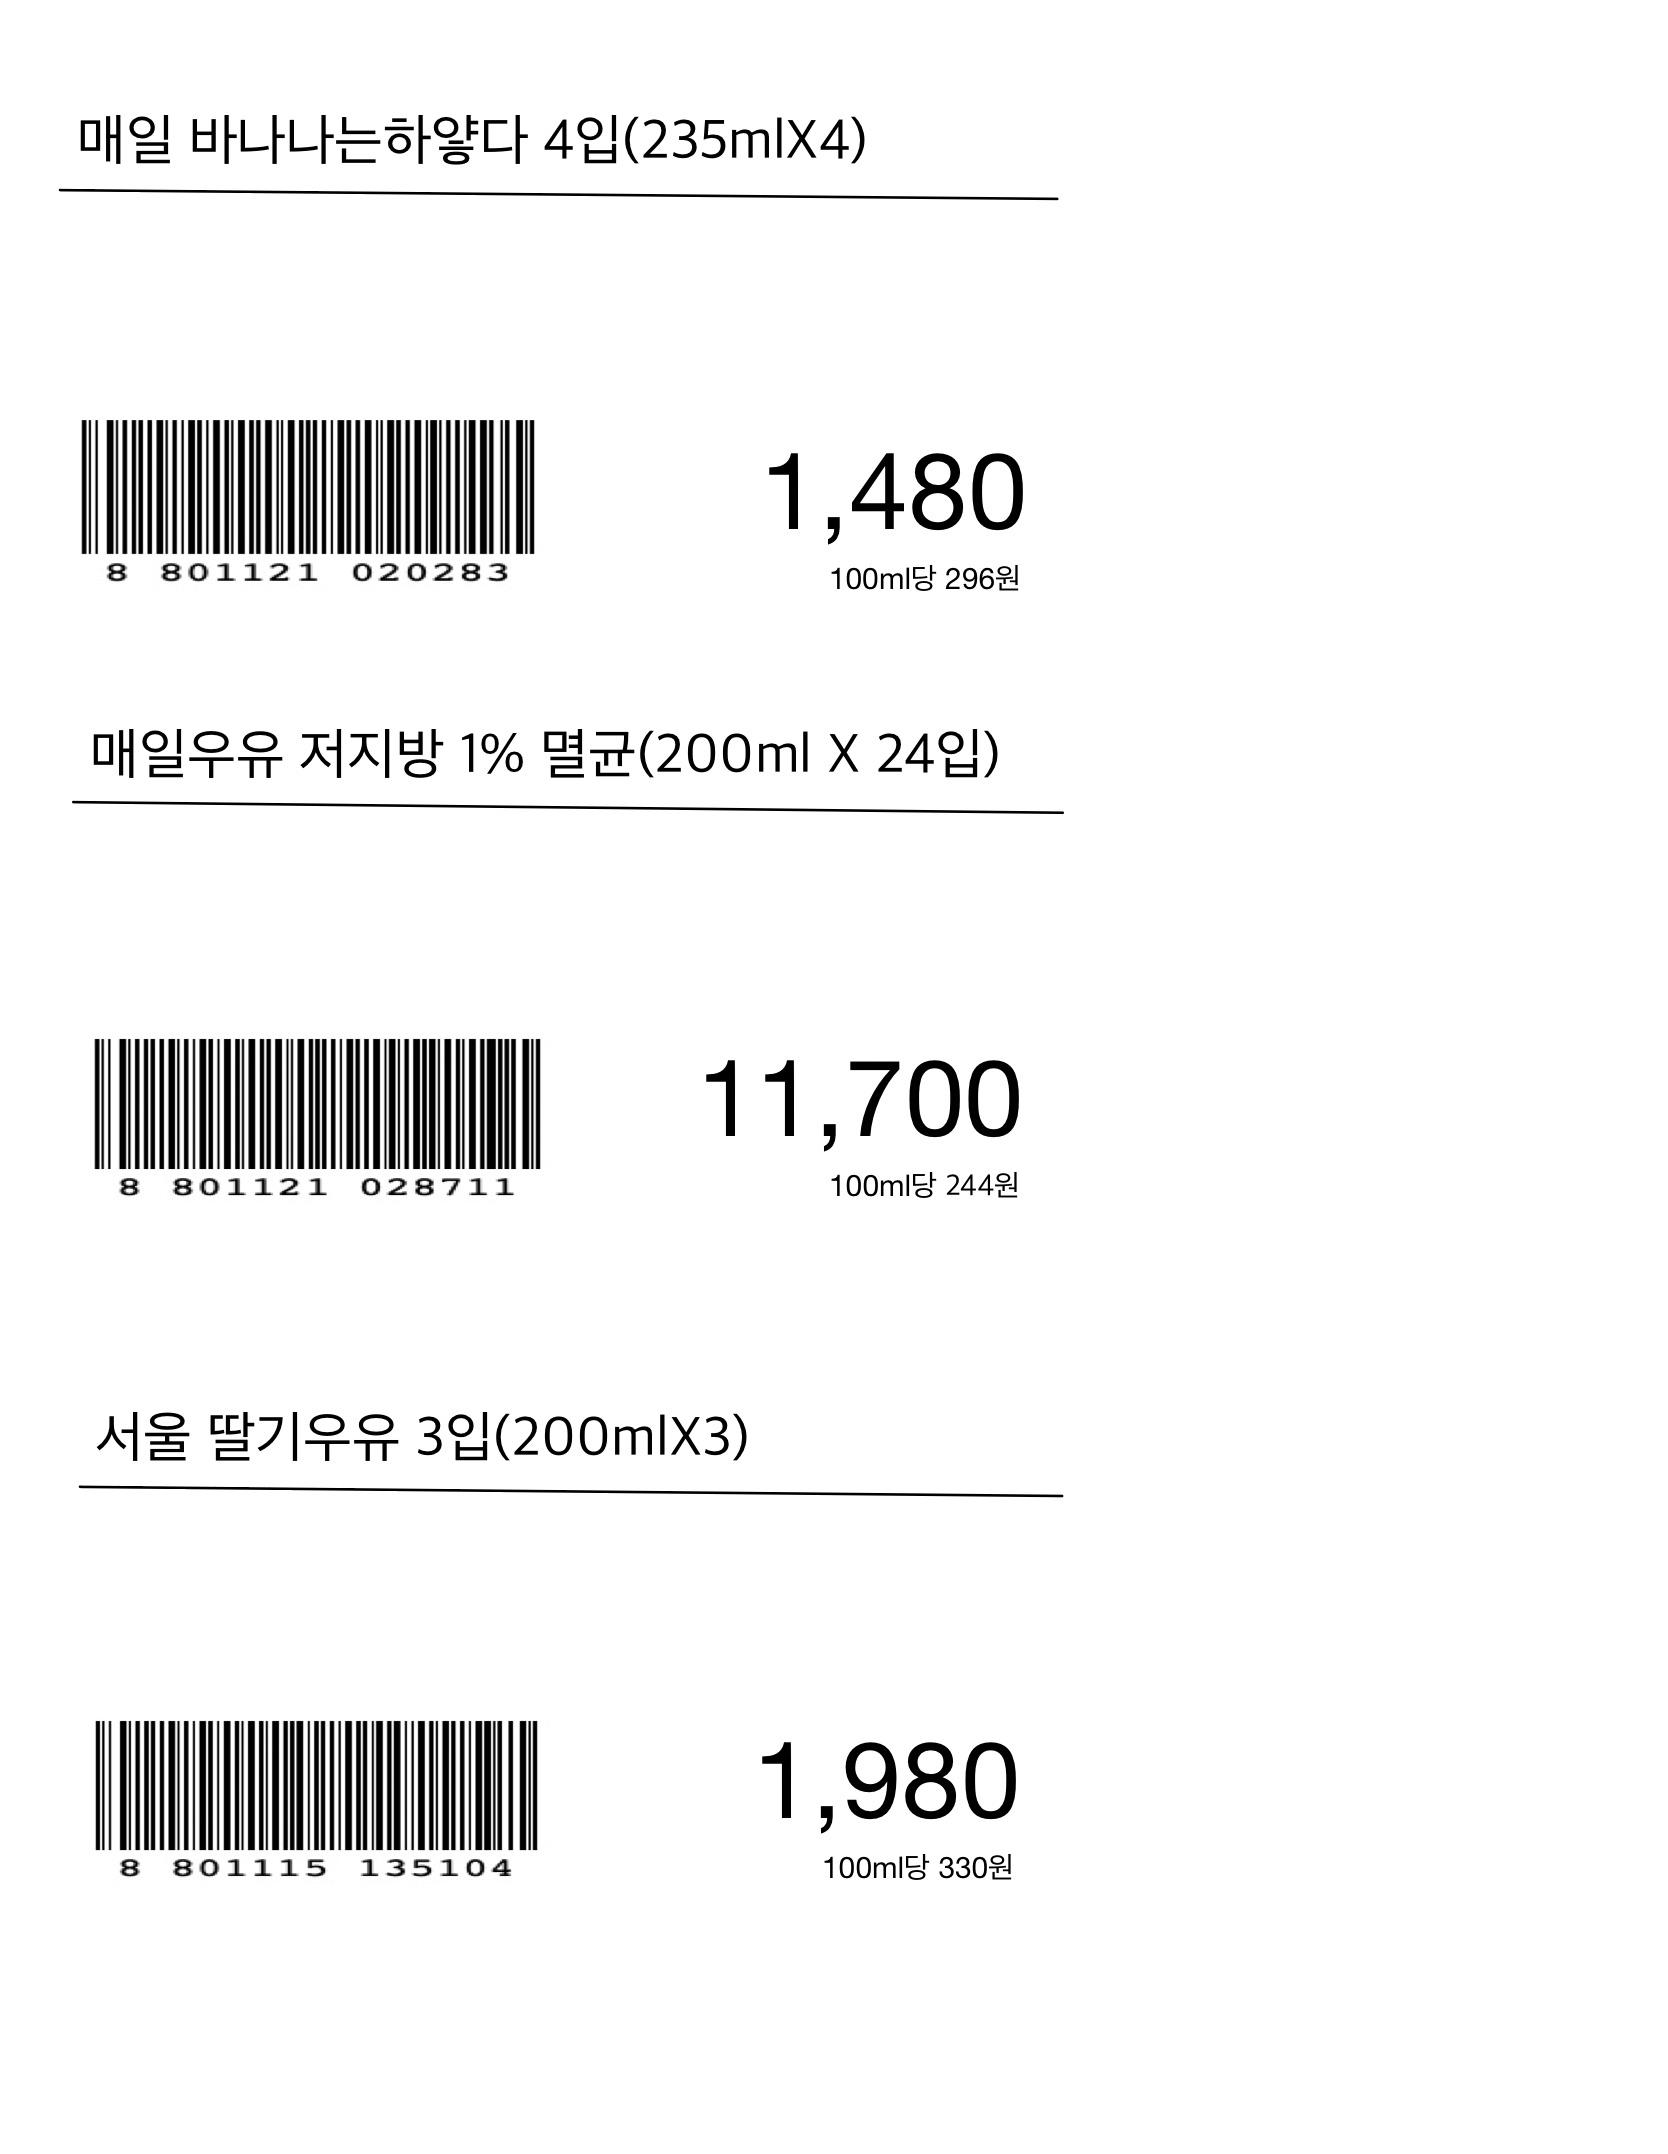 매일 바나나는하얗다 4입(235mlX4)
8 801121 020283
1,480
100ml당 296원
매일우유 저지방 1% 멸균(200ml X 24입)
8 801121 028711
11,700
100ml당 244원
서울 딸기우유 3입(200mlX3)
8 801115 135104
1,980
100ml당 330원